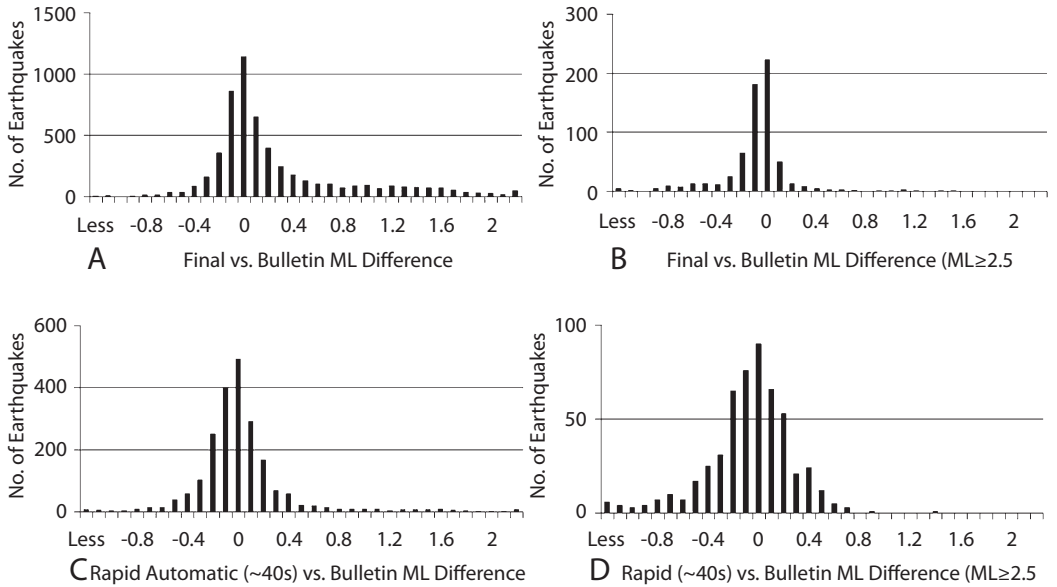 1500
1000
500
0
No. of Earthquakes
Less -0.8 -0.4 0 0.4 0.8 1.2 1.6 2
A Final vs. Bulletin ML Difference
300
200
100
0
No. of Earthquakes
Less -0.8 -0.4 0 0.4 0.8 1.2 1.6 2
B Final vs. Bulletin ML Difference (ML≥2.5
600
400
200
0
No. of Earthquakes
Less -0.8 -0.4 0 0.4 0.8 1.2 1.6 2
C Rapid Automatic (~40s) vs. Bulletin ML Difference
100
50
0
No. of Earthquakes
Less -0.8 -0.4 0 0.4 0.8 1.2 1.6 2
D Rapid (~40s) vs. Bulletin ML Difference (ML≥2.5